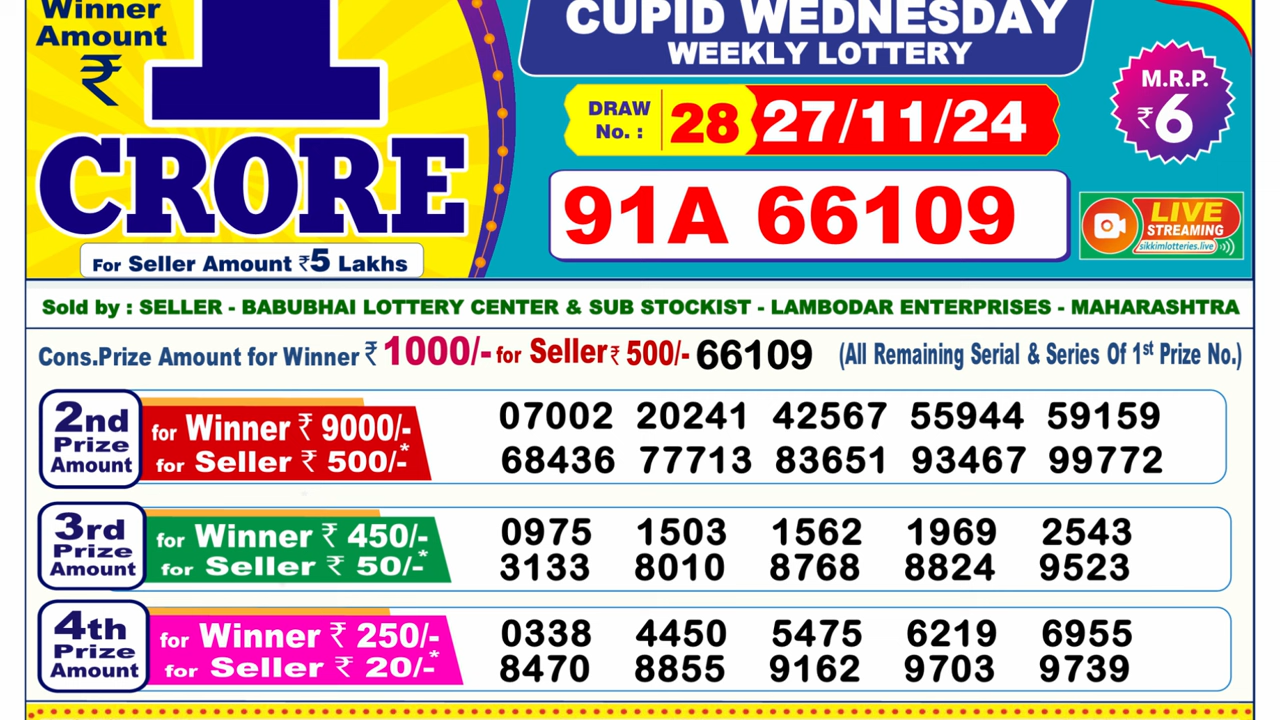 Winner
Amount
₹
1
CRORE
For Seller Amount ₹5 Lakhs
CUPID WEDNESDAY
WEEKLY LOTTERY
DRAW No. : 28 27/11/24
91A 66109
M.R.P.
₹6
LIVE
STREAMING
sikkimlotteries.live
Sold by : SELLER - BABUBHAI LOTTERY CENTER & SUB STOCKIST - LAMBODAR ENTERPRISES - MAHARASHTRA
Cons.Prize Amount for Winner ₹ 1000/- for Seller ₹ 500/- 66109 (All Remaining Serial & Series Of 1st Prize No.)
2nd
Prize
Amount
for Winner ₹ 9000/-
for Seller ₹ 500/-*
07002 20241 42567 55944 59159
68436 77713 83651 93467 99772
3rd
Prize
Amount
for Winner ₹ 450/-
for Seller ₹ 50/-*
0975 1503 1562 1969 2543
3133 8010 8768 8824 9523
4th
Prize
Amount
for Winner ₹ 250/-
for Seller ₹ 20/-*
0338 4450 5475 6219 6955
8470 8855 9162 9703 9739